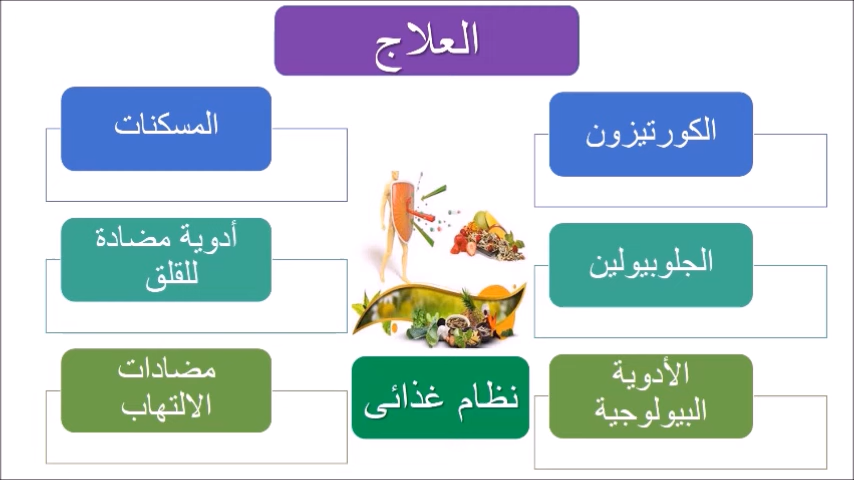 العلاج
الكورتيزون
المسكنات
الجلوبيولين
أدوية مضادة
للقلق
الأدوية
البيولوجية
نظام غذائى
مضادات
الالتهاب